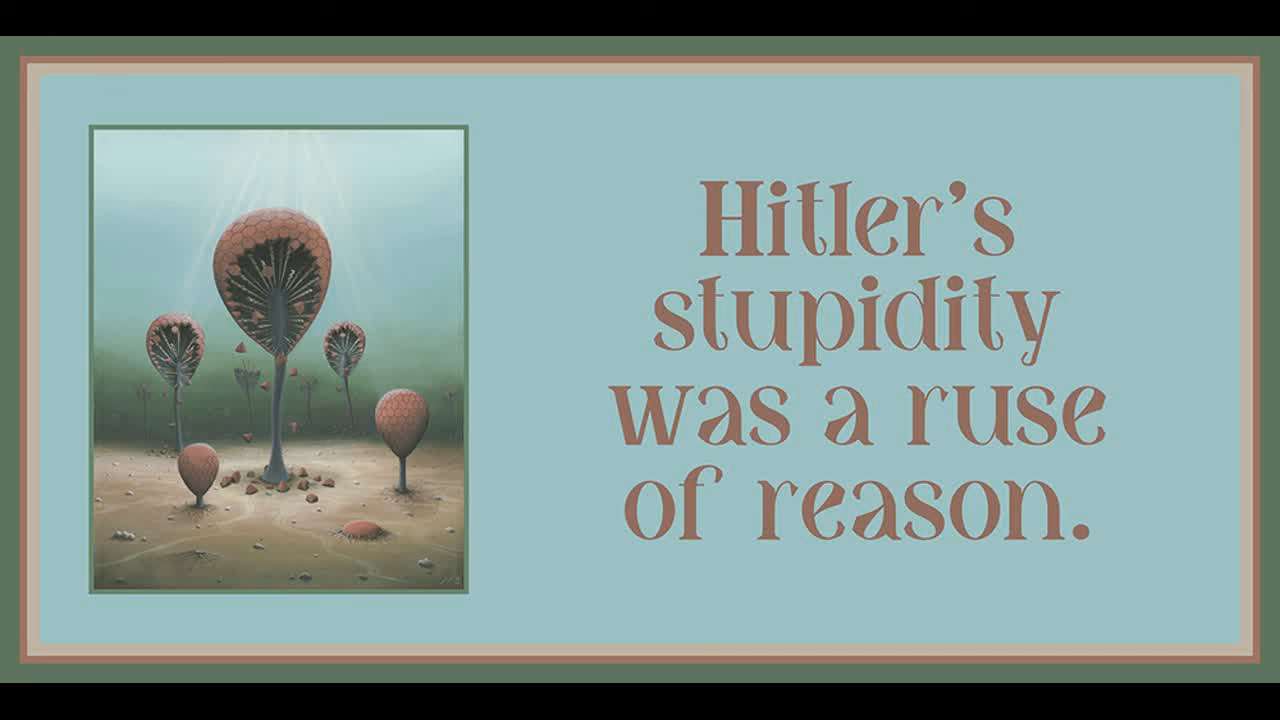 Hitler’s
stupidity
was a ruse
of reason.